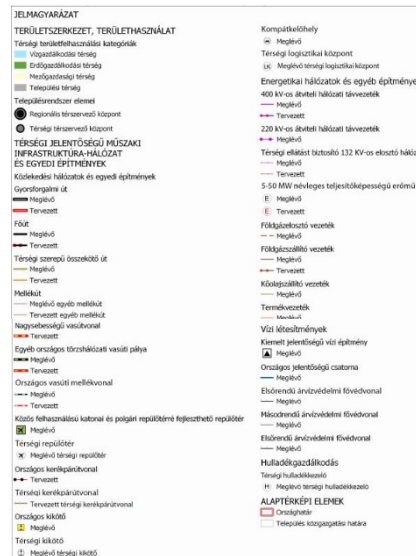 JELMAGYARÁZAT
TERÜLETSZERKEZET, TERÜLETHASZNÁLAT
Térségi területfelhasználási kategóriák
Vízgazdálkodási térség
Erdőgazdálkodási térség
Mezőgazdasági térség
Települési térség
Településrendszer elemei
Regionális térszervező központ
Térségi térszervező központ
TÉRSÉGI JELENTŐSÉGŰ MŰSZAKI
INFRASTRUKTÚRA-HÁLÓZAT
ÉS EGYEDI ÉPÍTMÉNYEK
Közlekedési hálózatok és egyedi építmények
Gyorsforgalmi út
Meglévő
Tervezett
Főút
Meglévő
Tervezett
Térségi szerepű összekötő út
Meglévő
Tervezett
Mellékút
Meglévő egyéb mellékút
Tervezett egyéb mellékút
Nagysebességű vasútvonal
Tervezett
Egyéb országos törzshálózati vasúti pálya
Meglévő
Tervezett
Országos vasúti mellékvonal
Meglévő
Tervezett
Közös felhasználású katonai és polgári repülőtérré fejleszthető repülőtér
Meglévő
Térségi repülőtér
Meglévő térségi repülőtér
Országos kerékpárútvonal
Tervezett
Térségi kerékpárútvonal
Tervezett térségi kerékpárútvonal
Országos kikötő
Meglévő
Térségi kikötő
Meglévő térségi kikötő
Kompátkelőhely
Meglévő
Térségi logisztikai központ
LK Meglévő térségi logisztikai központ
Energetikai hálózatok és egyéb építménye
400 kV-os átviteli hálózati távvezeték
Meglévő
Tervezett
220 kV-os átviteli hálózati távvezeték
Meglévő
Térségi ellátást biztosító 132 KV-os elosztó háló
Meglévő
Tervezett
5-50 MW névleges teljesítőképességű erőmű
E Meglévő
E Tervezett
Földgázelosztó vezeték
Meglévő
Földgázszállító vezeték
Meglévő
Tervezett
Kőolajszállító vezeték
Meglévő
Termékvezeték
Meglévő
Vízi létesítmények
Kiemelt jelentőségű vízi építmény
Meglévő
Országos jelentőségű csatorna
Meglévő
Elsőrendű árvízvédelmi fővédvonal
Meglévő
Másodrendű árvízvédelmi fővédvonal
Meglévő
Elsőrendű árvízvédelmi fővédvonal
Meglévő
Hulladékgazdálkodás
Térségi hulladékkezelő
H Meglévő térségi hulladékkezelő
ALAPTÉRKÉPI ELEMEK
Országhatár
Település közigazgatási határa